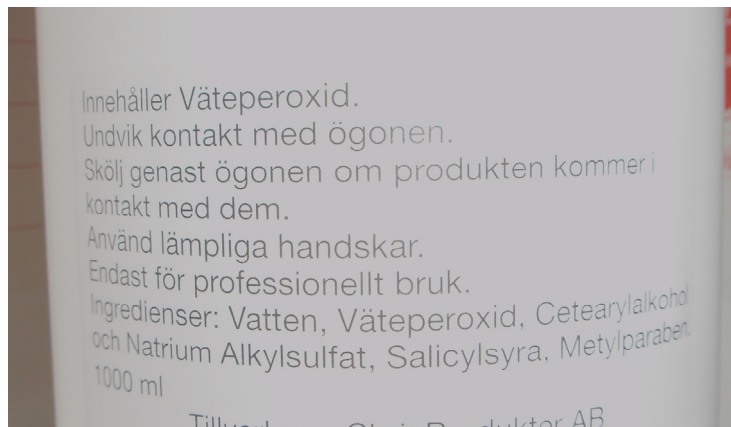 Innehåller Väteperoxid.
Undvik kontakt med ögonen.
Skölj genast ögonen om produkten kommer i
kontakt med dem.
Använd lämpliga handskar.
Endast för professionellt bruk.
Ingredienser: Vatten, Väteperoxid, Cetearylalkohol
och Natrium Alkylsulfat, Salicylsyra, Metylparaben.
1000 ml
AB